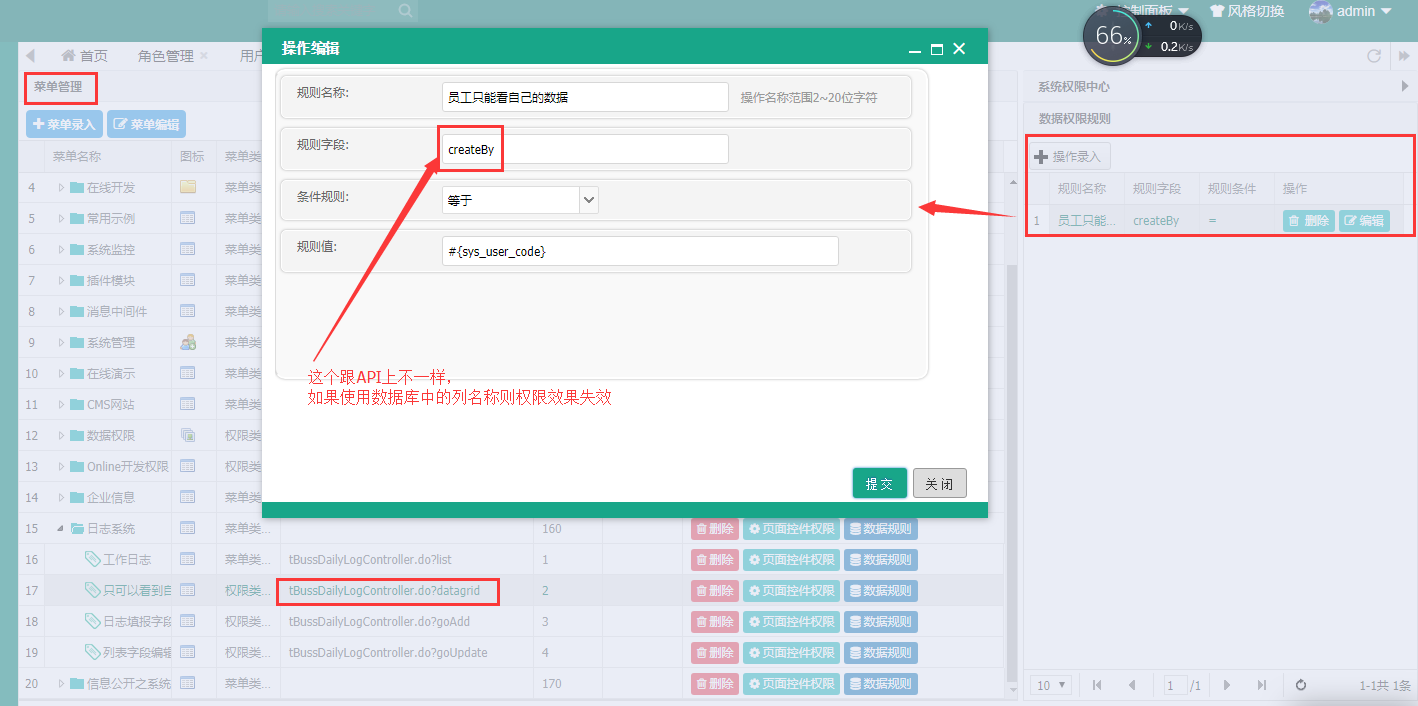 控制面板
风格切换
admin
66%
0K/s
0.2K/s
首页
角色管理
用户
菜单管理
菜单录入
菜单编辑
菜单名称 图标 菜单类
4 在线开发 菜单类
5 常用示例 菜单类
6 系统监控 菜单类
7 插件模块 菜单类
8 消息中间件 菜单类
9 系统管理 菜单类
10 在线演示 菜单类
11 CMS网站 菜单类
12 数据权限 权限类
13 Online开发权限 权限类
14 企业信息 菜单类
15 日志系统 菜单类... 160 删除 页面控件权限 数据规则
16 工作日志 菜单类... tBussDailyLogController.do?list 1 删除 页面控件权限 数据规则
17 只可以看到自 权限类... tBussDailyLogController.do?datagrid 2 删除 页面控件权限 数据规则
18 日志填报字段 权限类... tBussDailyLogController.do?goAdd 3 删除 页面控件权限 数据规则
19 列表字段编辑 权限类... tBussDailyLogController.do?goUpdate 4 删除 页面控件权限 数据规则
20 信息公开之系统 菜单类... 170 删除 页面控件权限 数据规则
操作编辑
规则名称: 员工只能看自己的数据 操作名称范围2~20位字符
规则字段: createBy
条件规则: 等于
规则值: #{sys_user_code}
这个跟API上不一样，
如果使用数据库中的列名称则权限效果失效
提交 关闭
系统权限中心
数据权限规则
操作录入
规则名称 规则字段 规则条件 操作
1 员工只能... createBy = 删除 编辑
10 1 /1 1-1共 1条